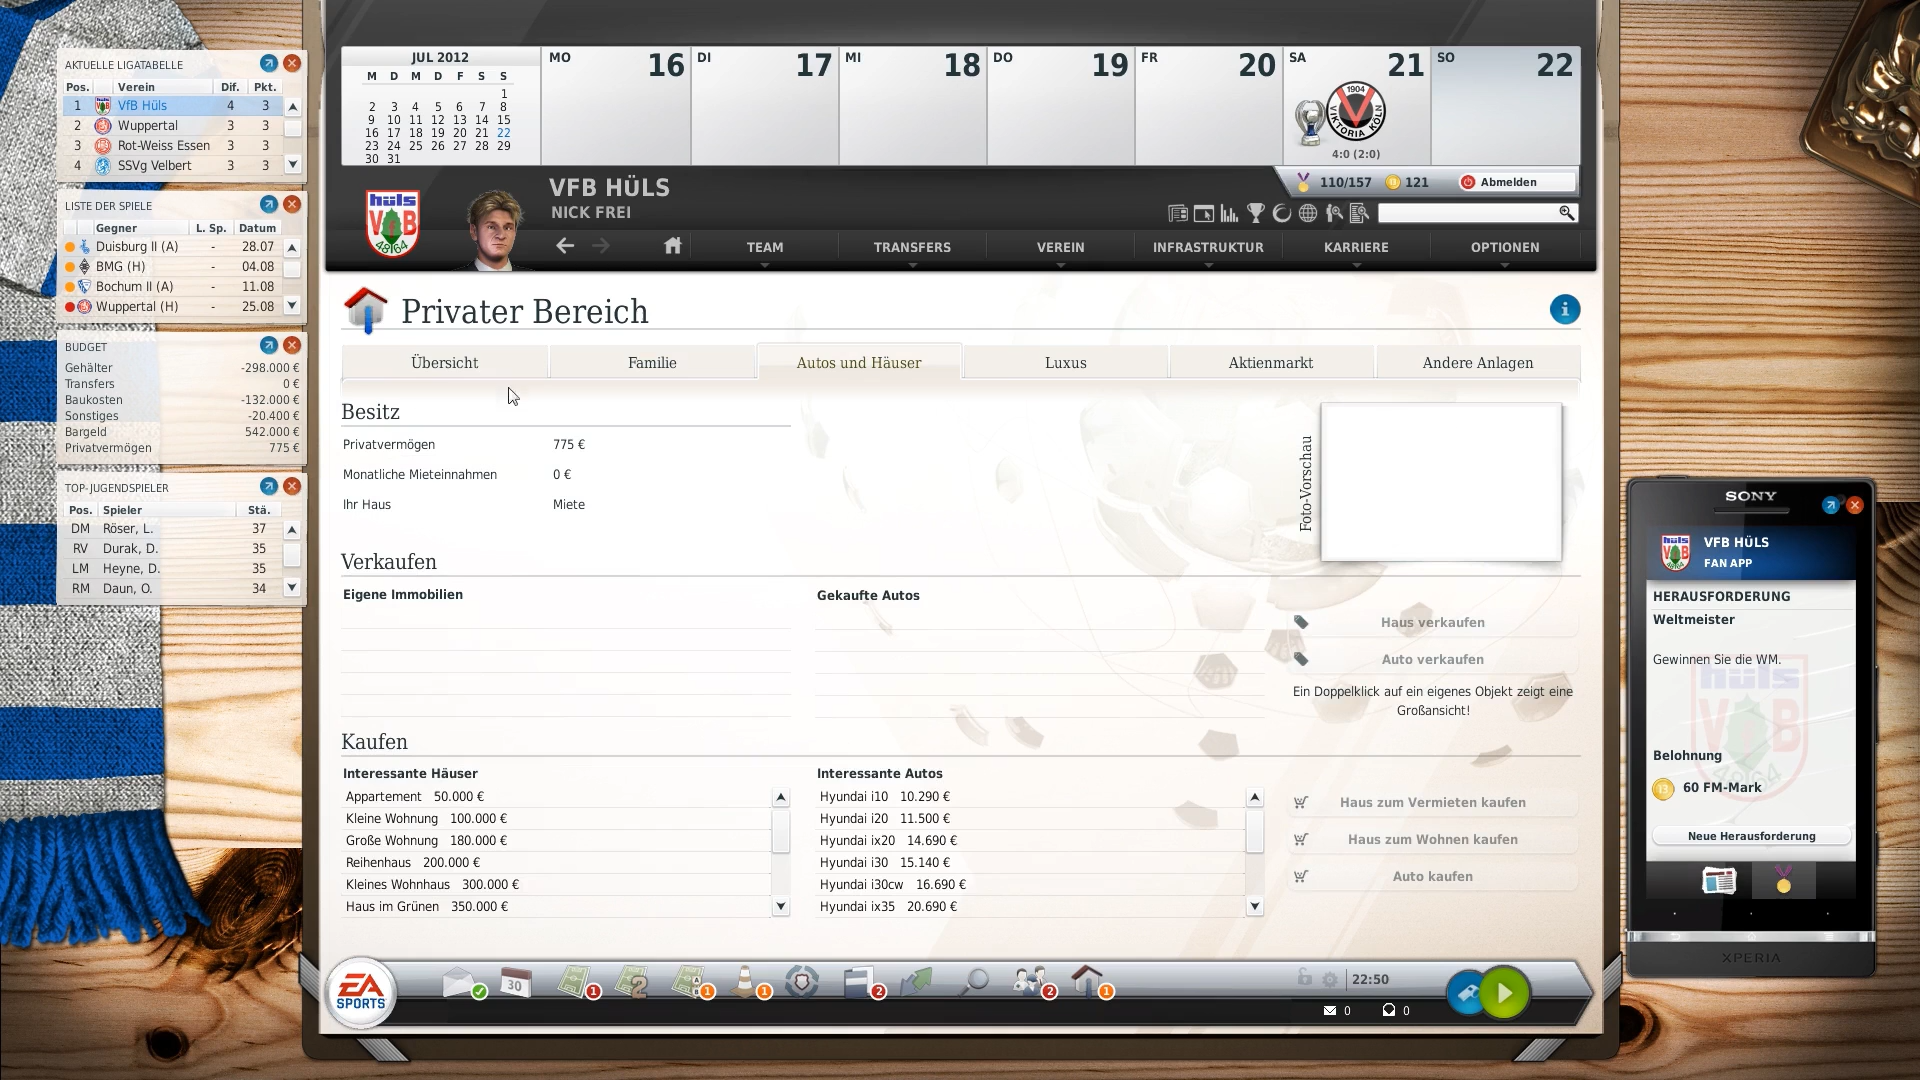 AKTUELLE LIGATABELLE
Pos. Verein Dif. Pkt.
1 VfB Hüls 4 3
2 Wuppertal 3 3
3 Rot-Weiss Essen 3 3
4 SSVg Velbert 3 3
LISTE DER SPIELE
Gegner L. Sp. Datum
Duisburg II (A) - 28.07
BMG (H) - 04.08
Bochum II (A) - 11.08
Wuppertal (H) - 25.08
BUDGET
Gehälter -298.000 €
Transfers 0 €
Baukosten -132.000 €
Sonstiges -20.400 €
Bargeld 542.000 €
Privatvermögen 775 €
TOP-JUGENDSPIELER
Pos. Spieler Stä.
DM Röser, L. 37
RV Durak, D. 35
LM Heyne, D. 35
RM Daun, O. 34
JUL 2012
M D M D F S S
1
2 3 4 5 6 7 8
9 10 11 12 13 14 15
16 17 18 19 20 21 22
23 24 25 26 27 28 29
30 31
MO 16 DI 17 MI 18 DO 19 FR 20 SA 21 SO 22
1904
VIKTORIA KÖLN
4:0 (2:0)
110/157 121 Abmelden
hüls
VfB
48/64
VFB HÜLS
NICK FREI
TEAM TRANSFERS VEREIN INFRASTRUKTUR KARRIERE OPTIONEN
Privater Bereich
i
Übersicht Familie Autos und Häuser Luxus Aktienmarkt Andere Anlagen
Besitz
Privatvermögen 775 €
Monatliche Mieteinnahmen 0 €
Ihr Haus Miete
Foto-Vorschau
Verkaufen
Eigene Immobilien
Gekaufte Autos
Haus verkaufen
Auto verkaufen
Ein Doppelklick auf ein eigenes Objekt zeigt eine
Großansicht!
Kaufen
Interessante Häuser
Appartement 50.000 €
Kleine Wohnung 100.000 €
Große Wohnung 180.000 €
Reihenhaus 200.000 €
Kleines Wohnhaus 300.000 €
Haus im Grünen 350.000 €
Interessante Autos
Hyundai i10 10.290 €
Hyundai i20 11.500 €
Hyundai ix20 14.690 €
Hyundai i30 15.140 €
Hyundai i30cw 16.690 €
Hyundai ix35 20.690 €
Haus zum Vermieten kaufen
Haus zum Wohnen kaufen
Auto kaufen
EA
SPORTS
30 1 2 1 1 2 2 1
22:50
0 0
SONY
VFB HÜLS
FAN APP
HERAUSFORDERUNG
Weltmeister
Gewinnen Sie die WM.
Belohnung
13 60 FM-Mark
Neue Herausforderung
XPERIA